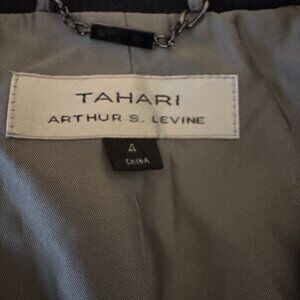 TAHARI
ARTHUR S. LEVINE
4
CHINA